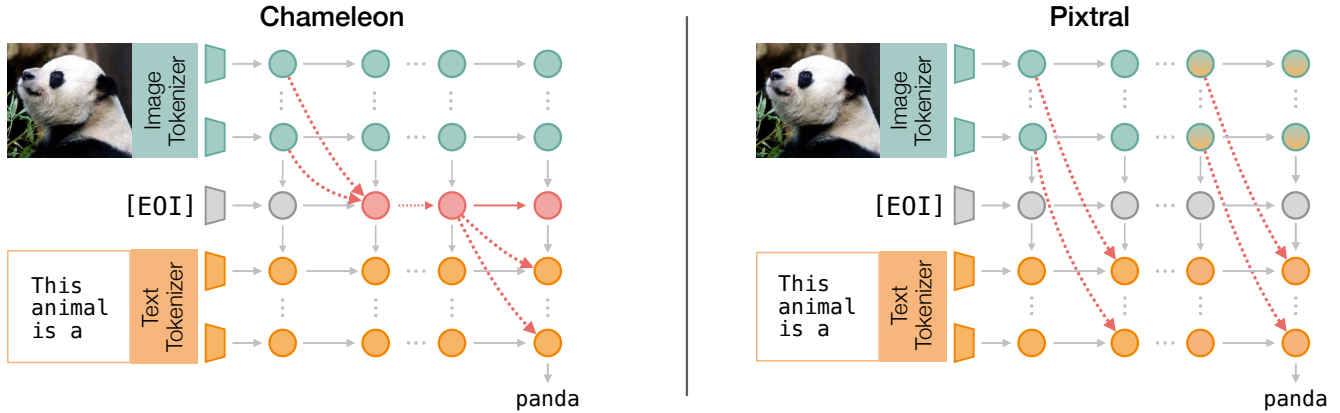 Chameleon
Image
Tokenizer
[EOI]
This
animal
is a
Text
Tokenizer
panda
Pixtral
Image
Tokenizer
[EOI]
This
animal
is a
Text
Tokenizer
panda